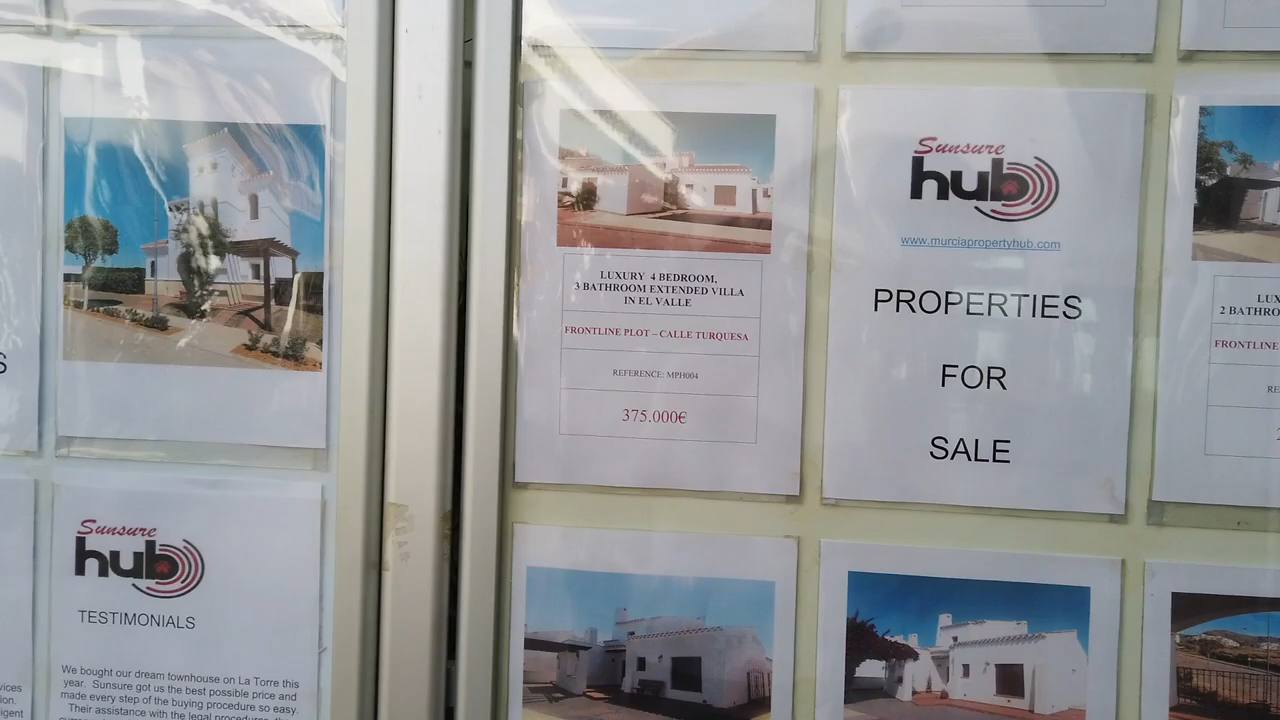 Sunsure
hub
TESTIMONIALS
We bought our dream townhouse on La Torre this
year. Sunsure got us the best possible price and
made every step of the buying procedure so easy.
Their assistance with the legal procedures,
LUXURY 4 BEDROOM,
3 BATHROOM EXTENDED VILLA
IN EL VALLE
FRONTLINE PLOT – CALLE TURQUESA
REFERENCE: MPH004
375.000€
Sunsure
hub
www.murciapropertyhub.com
PROPERTIES
FOR
SALE
LUX
2 BATHRO
FRONTLINE
RE